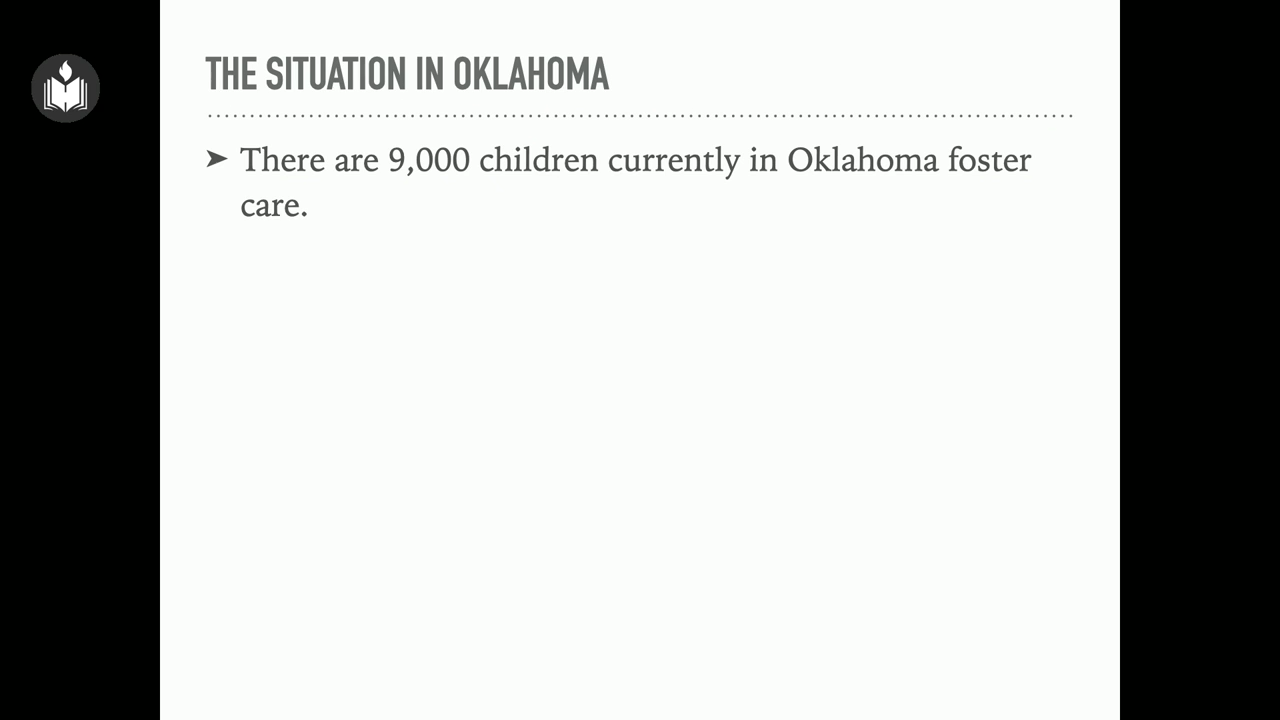 THE SITUATION IN OKLAHOMA
➤ There are 9,000 children currently in Oklahoma foster
care.